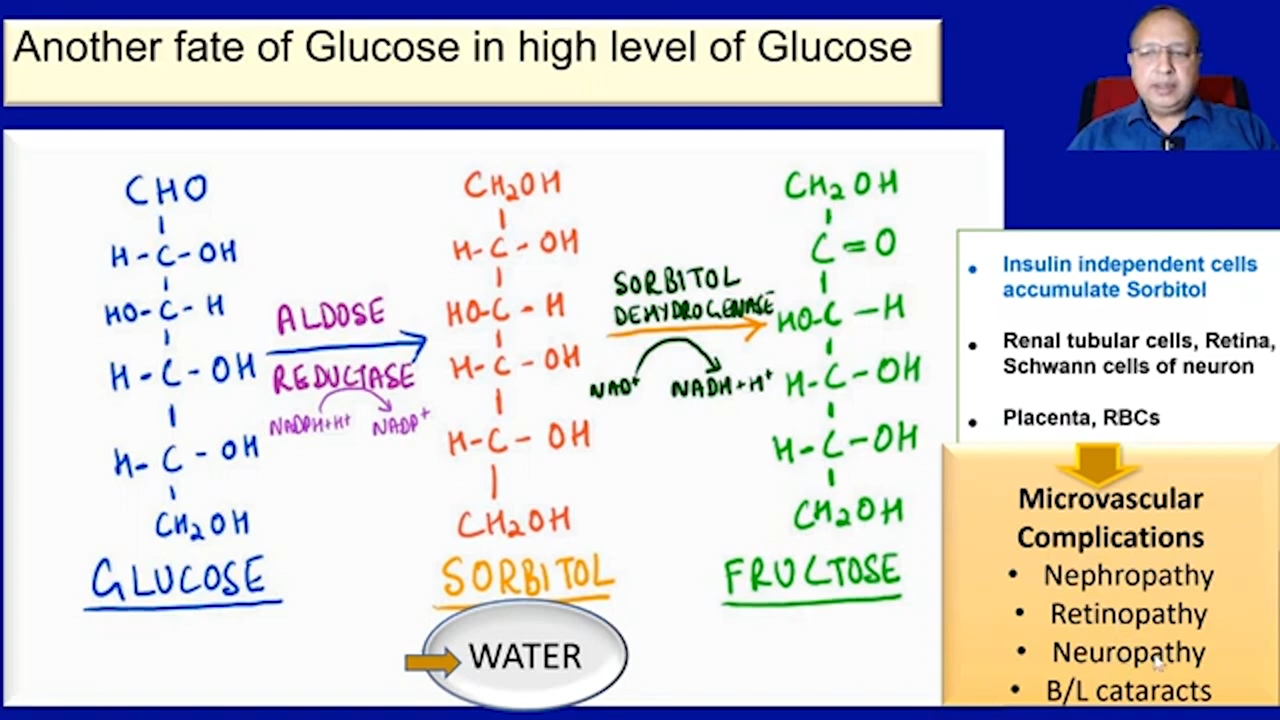 Another fate of Glucose in high level of Glucose
CHO
H-C-OH
HO-C-H
H-C-OH
H-C-OH
CH₂OH
GLUCOSE
ALDOSE
REDUCTASE
NADPH+H⁺ NADP⁺
CH₂OH
H-C-OH
HO-C-H
H-C-OH
H-C-OH
CH₂OH
SORBITOL
WATER
SORBITOL
DEHYDROGENASE
NAD⁺ NADH+H⁺
CH₂OH
C=O
HO-C-H
H-C-OH
H-C-OH
CH₂OH
FRUCTOSE
• Insulin independent cells
accumulate Sorbitol
• Renal tubular cells, Retina,
Schwann cells of neuron
• Placenta, RBCs
Microvascular
Complications
• Nephropathy
• Retinopathy
• Neuropathy
• B/L cataracts